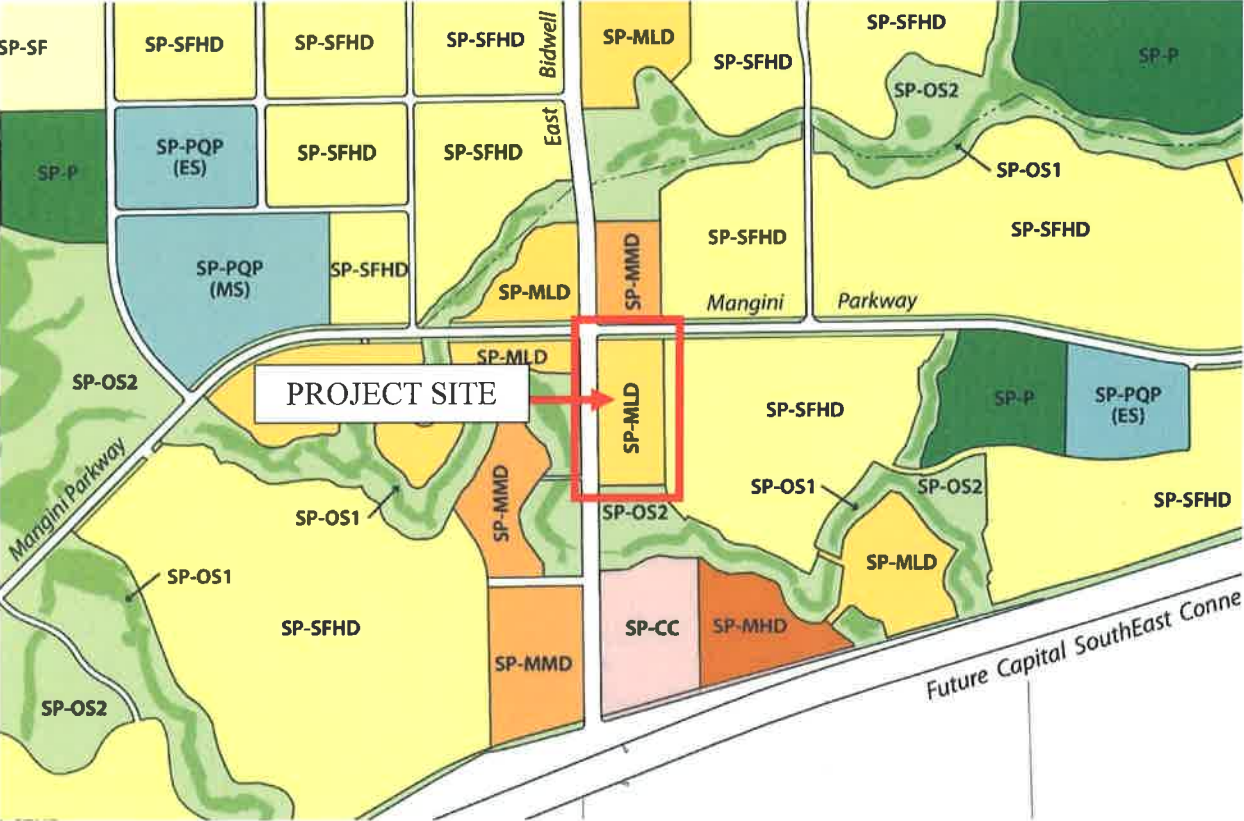 SP-SF
SP-SFHD
SP-SFHD
SP-SFHD
East Bidwell
SP-MLD
SP-SFHD
SP-SFHD
SP-P
SP-OS2
SP-P
SP-PQP
(ES)
SP-SFHD
SP-SFHD
SP-OS1
SP-PQP
(MS)
SP-SFHD
SP-MLD
SP-MMD
SP-SFHD
SP-SFHD
Mangini Parkway
SP-OS2
SP-MLD
PROJECT SITE
SP-MLD
SP-SFHD
SP-P
SP-PQP
(ES)
Mangini Parkway
SP-OS1
SP-MMD
SP-OS2
SP-OS1
SP-OS2
SP-SFHD
SP-OS1
SP-MLD
SP-SFHD
SP-CC
SP-MHD
SP-MMD
SP-OS2
Future Capital SouthEast Conne